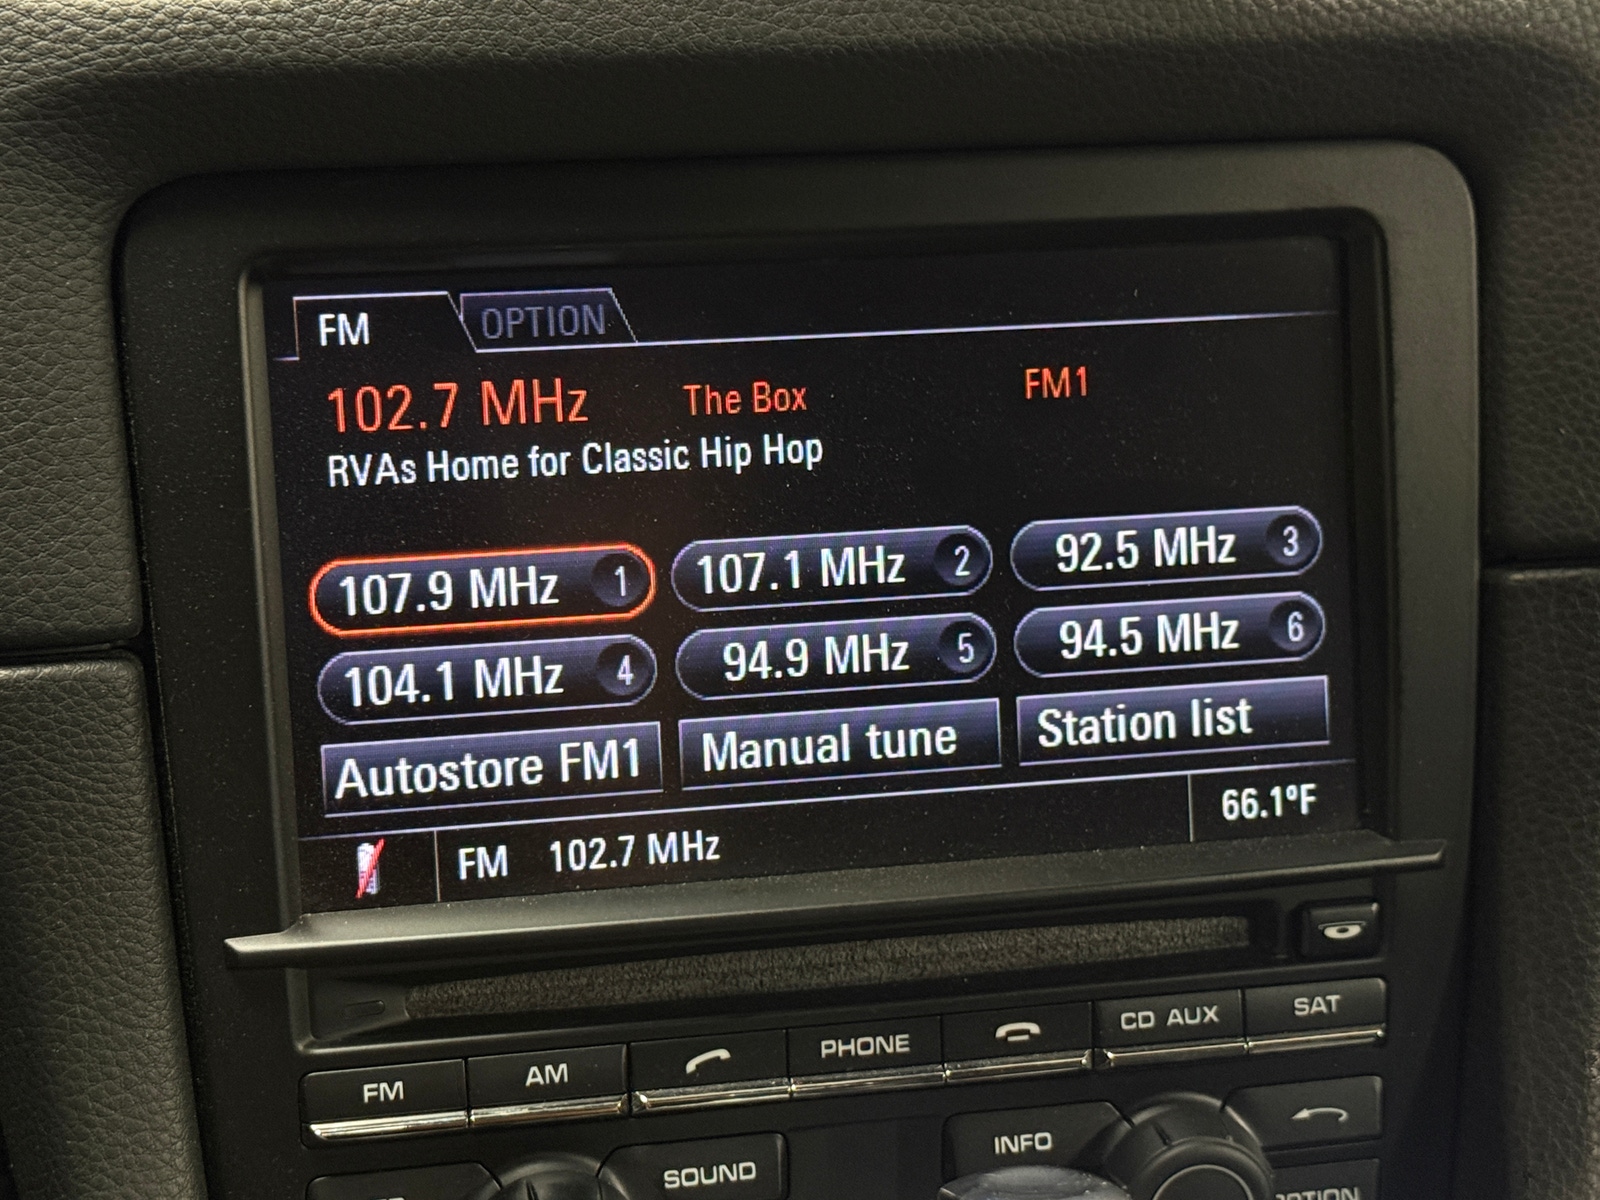 FM OPTION
102.7 MHz The Box FM1
RVAs Home for Classic Hip Hop
107.9 MHz 1 107.1 MHz 2 92.5 MHz 3
104.1 MHz 4 94.9 MHz 5 94.5 MHz 6
Autostore FM1 Manual tune Station list
FM 102.7 MHz 66.1°F
FM AM PHONE CD AUX SAT
SOUND INFO